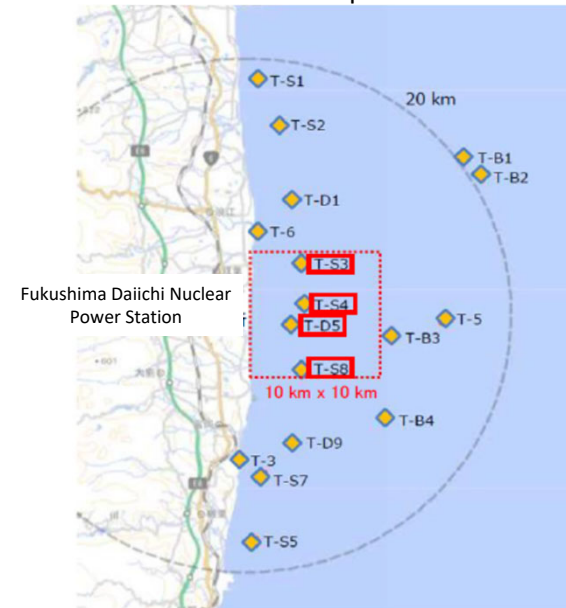 T-S1
20 km
T-S2
T-B1
T-B2
T-D1
T-6
T-S3
Fukushima Daiichi Nuclear
Power Station
T-S4
T-D5
T-5
T-B3
T-S8
10 km x 10 km
T-B4
T-D9
T-3
T-S7
T-S5